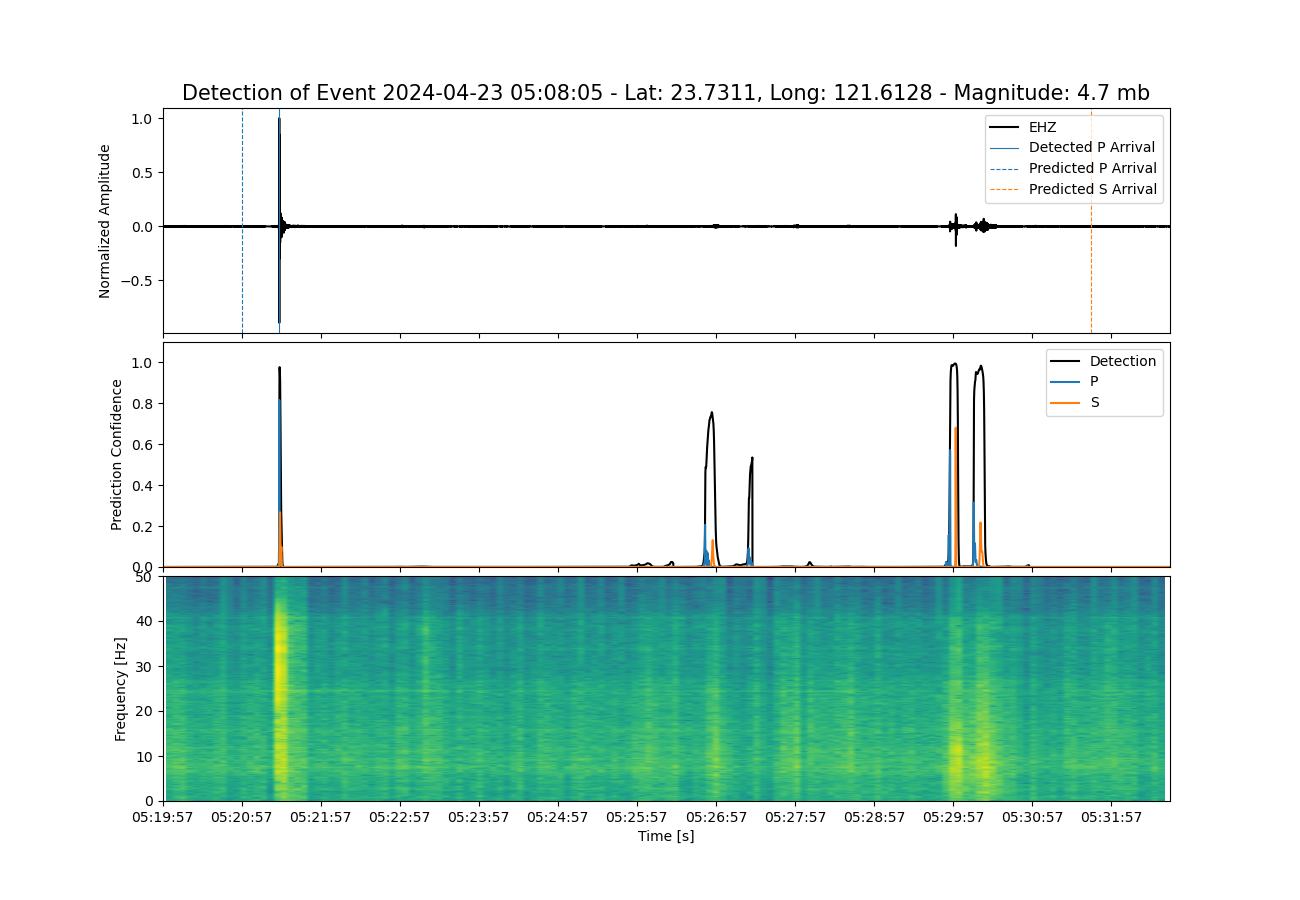 Detection of Event 2024-04-23 05:08:05 - Lat: 23.7311, Long: 121.6128 - Magnitude: 4.7 mb
Normalized Amplitude
1.0
0.5
0.0
−0.5
EHZ
Detected P Arrival
Predicted P Arrival
Predicted S Arrival
Prediction Confidence
1.0
0.8
0.6
0.4
0.2
0.0
Detection
P
S
Frequency [Hz]
50
40
30
20
10
0
05:19:57 05:20:57 05:21:57 05:22:57 05:23:57 05:24:57 05:25:57 05:26:57 05:27:57 05:28:57 05:29:57 05:30:57 05:31:57
Time [s]